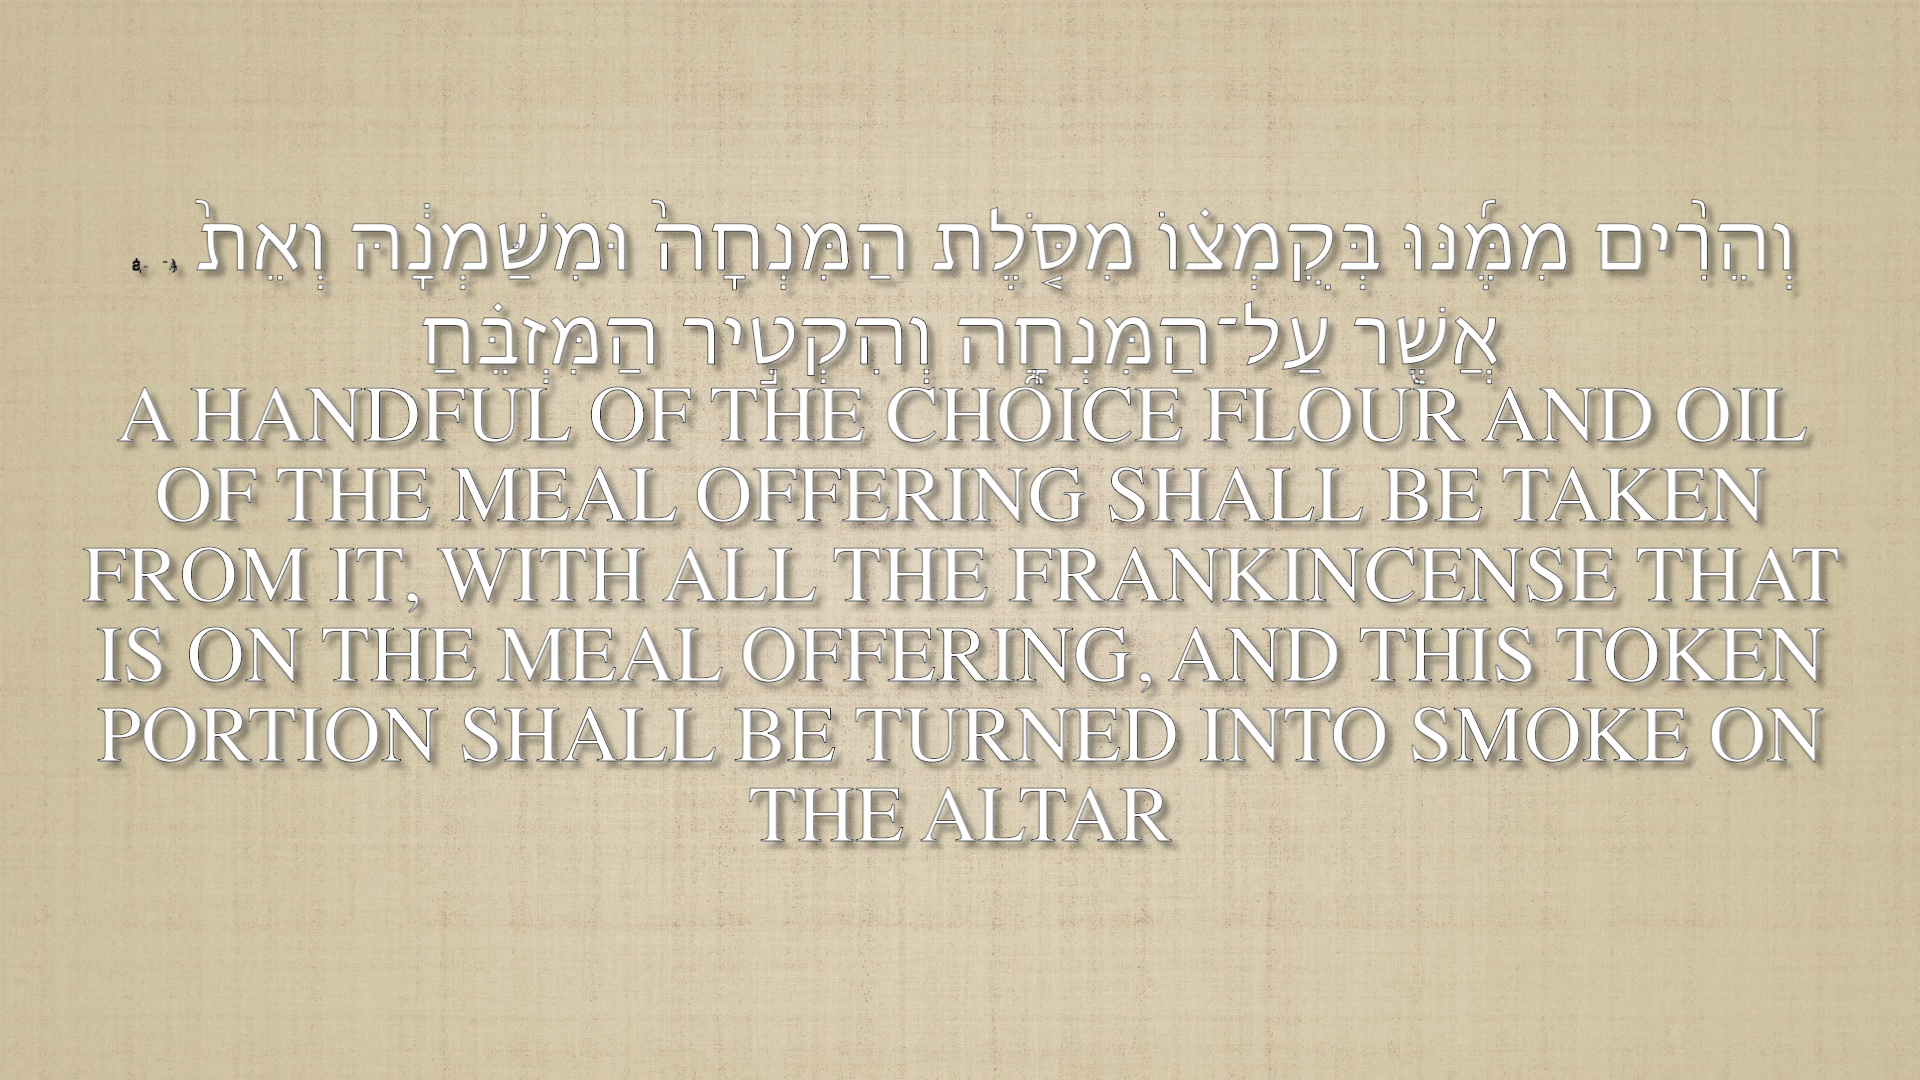 וְהֵרִ֨ים מִמֶּ֜נּוּ בְּקֻמְצ֗וֹ מִסֹּ֤לֶת הַמִּנְחָה֙ וּמִשַּׁמְנָ֔הּ וְאֵת֙
אֲשֶׁ֖ר עַל־הַמִּנְחָ֑ה וְהִקְטִ֣יר הַמִּזְבֵּ֗חַ
A HANDFUL OF THE CHOICE FLOUR AND OIL
OF THE MEAL OFFERING SHALL BE TAKEN
FROM IT, WITH ALL THE FRANKINCENSE THAT
IS ON THE MEAL OFFERING, AND THIS TOKEN
PORTION SHALL BE TURNED INTO SMOKE ON
THE ALTAR